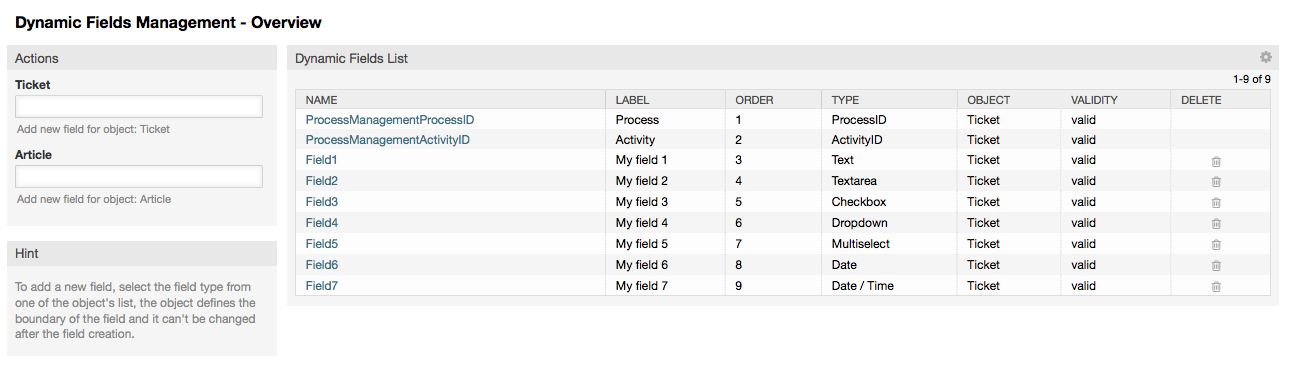 Dynamic Fields Management - Overview
Actions
Ticket
Add new field for object: Ticket
Article
Add new field for object: Article
Hint
To add a new field, select the field type from
one of the object's list, the object defines the
boundary of the field and it can't be changed
after the field creation.
Dynamic Fields List
1-9 of 9
NAME LABEL ORDER TYPE OBJECT VALIDITY DELETE
ProcessManagementProcessID Process 1 ProcessID Ticket valid
ProcessManagementActivityID Activity 2 ActivityID Ticket valid
Field1 My field 1 3 Text Ticket valid
Field2 My field 2 4 Textarea Ticket valid
Field3 My field 3 5 Checkbox Ticket valid
Field4 My field 4 6 Dropdown Ticket valid
Field5 My field 5 7 Multiselect Ticket valid
Field6 My field 6 8 Date Ticket valid
Field7 My field 7 9 Date / Time Ticket valid